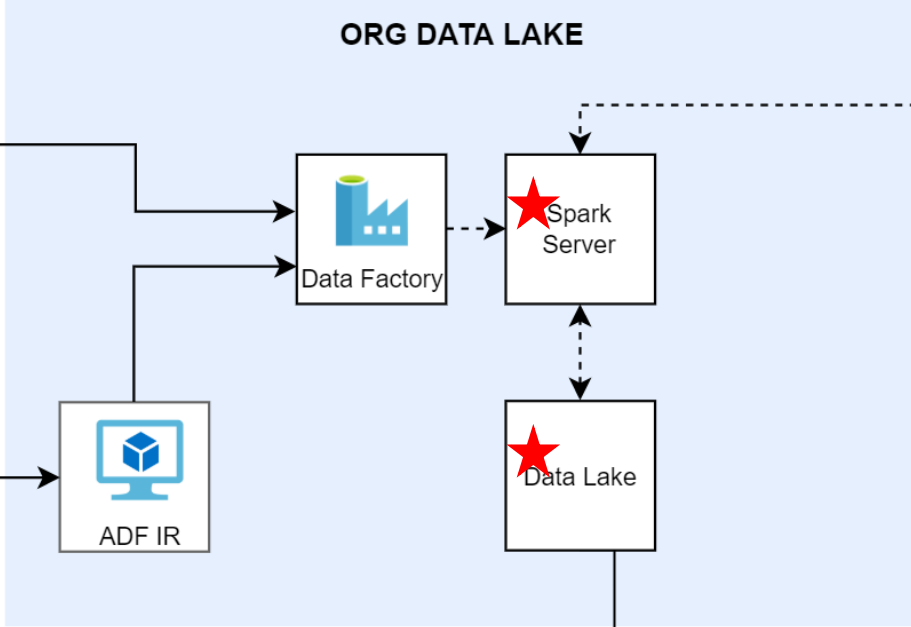 ORG DATA LAKE
Data Factory
Spark
Server
ADF IR
Data Lake